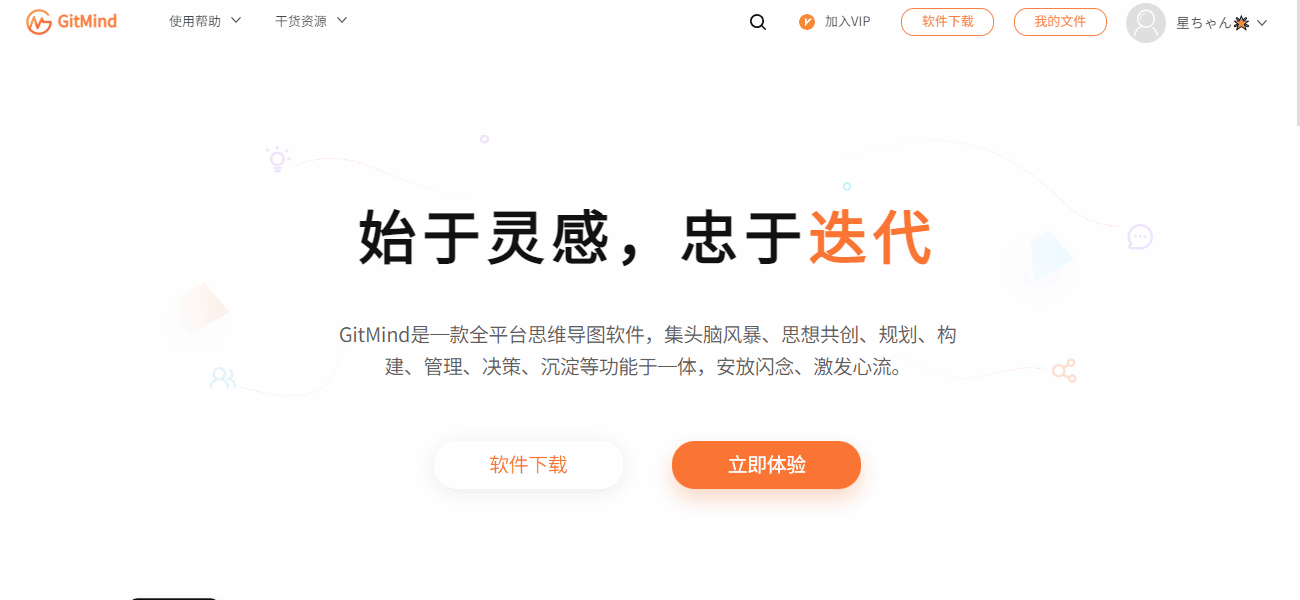 GitMind 使用帮助 干货资源 加入VIP 软件下载 我的文件 星ちゃん
始于灵感，忠于迭代
GitMind是一款全平台思维导图软件，集头脑风暴、思想共创、规划、构
建、管理、决策、沉淀等功能于一体，安放闪念、激发心流。
软件下载 立即体验